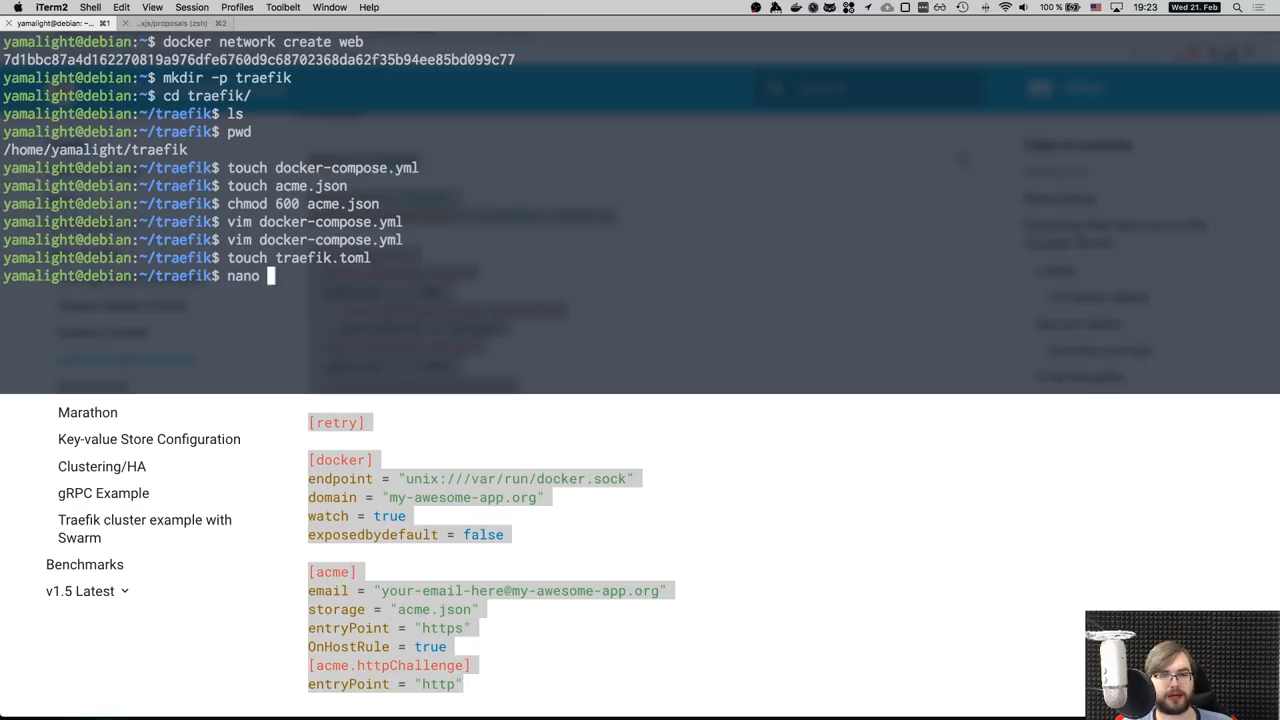 iTerm2 Shell Edit View Session Profiles Toolbelt Window Help 100 % 19:23 Wed 21. Feb
yamalight@debian: ~... ⌘1 ..xjs/proposals (zsh) ⌘2
yamalight@debian:~$ docker network create web
7d1bbc87a4d162270819a976dfe6760d9c68702368da62f35b94ee85bd099c77
yamalight@debian:~$ mkdir -p traefik
yamalight@debian:~$ cd traefik/
yamalight@debian:~/traefik$ ls
yamalight@debian:~/traefik$ pwd
/home/yamalight/traefik
yamalight@debian:~/traefik$ touch docker-compose.yml
yamalight@debian:~/traefik$ touch acme.json
yamalight@debian:~/traefik$ chmod 600 acme.json
yamalight@debian:~/traefik$ vim docker-compose.yml
yamalight@debian:~/traefik$ vim docker-compose.yml
yamalight@debian:~/traefik$ touch traefik.toml
yamalight@debian:~/traefik$ nano
Marathon
Key-value Store Configuration
Clustering/HA
gRPC Example
Traefik cluster example with
Swarm
Benchmarks
v1.5 Latest
[retry]
[docker]
endpoint = "unix:///var/run/docker.sock"
domain = "my-awesome-app.org"
watch = true
exposedbydefault = false
[acme]
email = "your-email-here@my-awesome-app.org"
storage = "acme.json"
entryPoint = "https"
OnHostRule = true
[acme.httpChallenge]
entryPoint = "http"